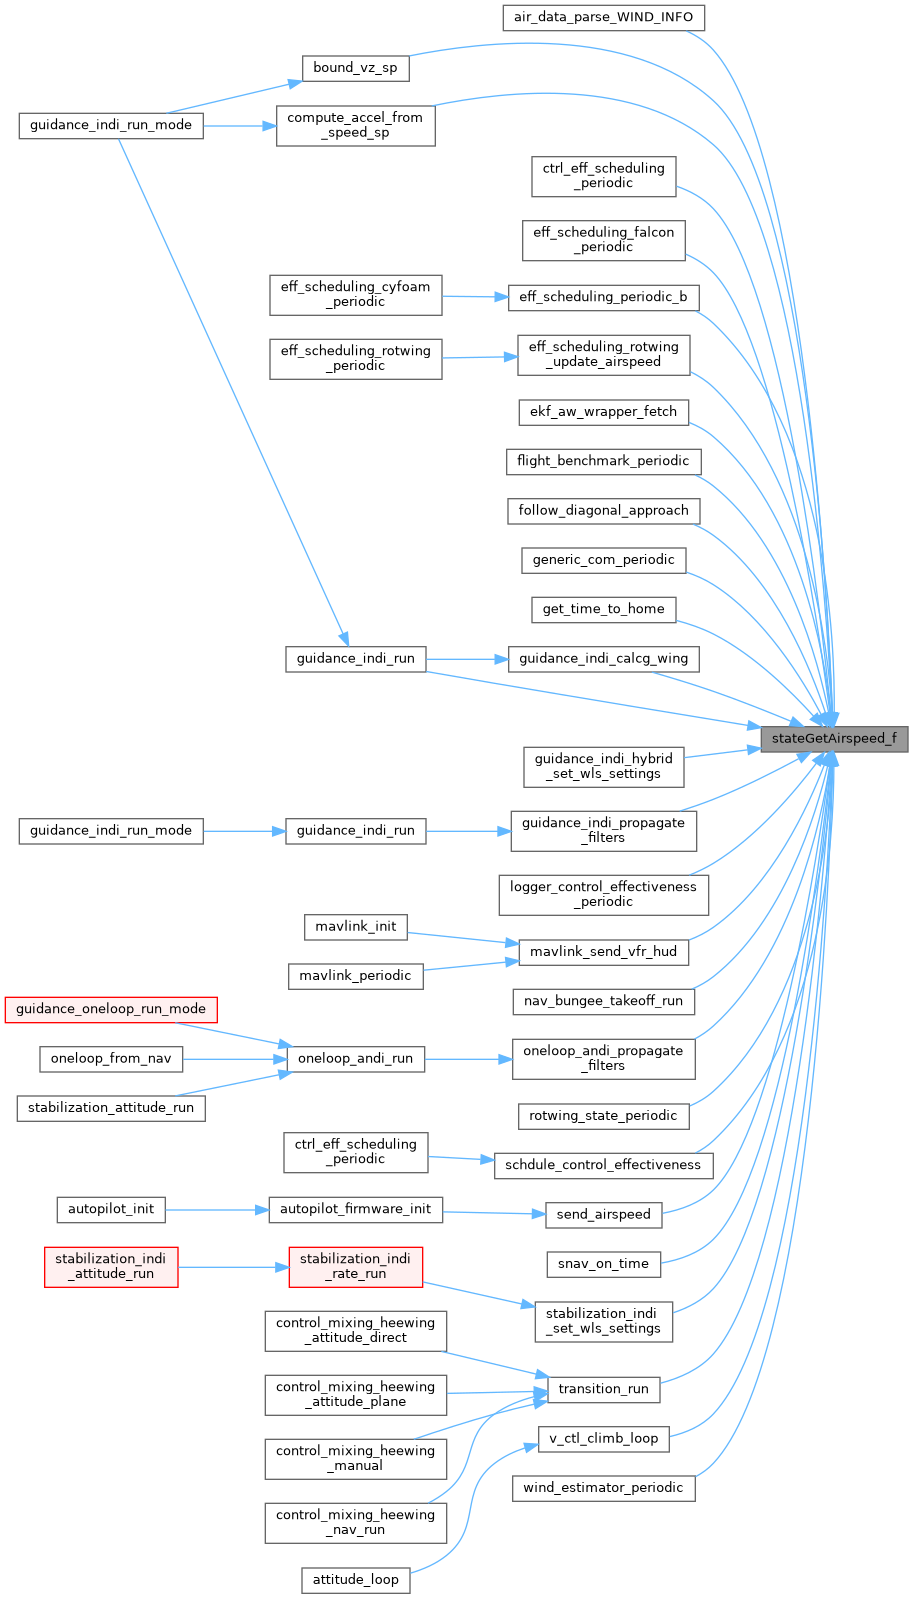 air_data_parse_WIND_INFO
bound_vz_sp
guidance_indi_run_mode
compute_accel_from
_speed_sp
ctrl_eff_scheduling
_periodic
eff_scheduling_falcon
_periodic
eff_scheduling_cyfoam
_periodic
eff_scheduling_periodic_b
eff_scheduling_rotwing
_periodic
eff_scheduling_rotwing
_update_airspeed
ekf_aw_wrapper_fetch
flight_benchmark_periodic
follow_diagonal_approach
generic_com_periodic
get_time_to_home
guidance_indi_run
guidance_indi_calcg_wing
stateGetAirspeed_f
guidance_indi_hybrid
_set_wls_settings
guidance_indi_run_mode
guidance_indi_run
guidance_indi_propagate
_filters
logger_control_effectiveness
_periodic
mavlink_init
mavlink_send_vfr_hud
mavlink_periodic
nav_bungee_takeoff_run
guidance_oneloop_run_mode
oneloop_from_nav
oneloop_andi_run
oneloop_andi_propagate
_filters
stabilization_attitude_run
rotwing_state_periodic
ctrl_eff_scheduling
_periodic
schdule_control_effectiveness
autopilot_init
autopilot_firmware_init
send_airspeed
snav_on_time
stabilization_indi
_attitude_run
stabilization_indi
_rate_run
stabilization_indi
_set_wls_settings
control_mixing_heewing
_attitude_direct
control_mixing_heewing
_attitude_plane
transition_run
control_mixing_heewing
_manual
v_ctl_climb_loop
wind_estimator_periodic
control_mixing_heewing
_nav_run
attitude_loop